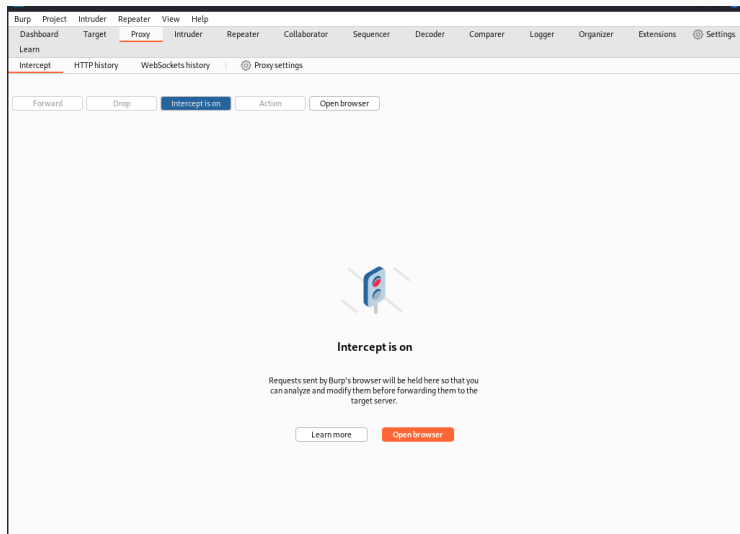 Burp Project Intruder Repeater View Help
Dashboard Target Proxy Intruder Repeater Collaborator Sequencer Decoder Comparer Logger Organizer Extensions Settings
Learn
Intercept HTTP history WebSockets history Proxy settings
Forward Drop Intercept is on Action Open browser
Intercept is on
Requests sent by Burp's browser will be held here so that you
can analyze and modify them before forwarding them to the
target server.
Learn more Open browser